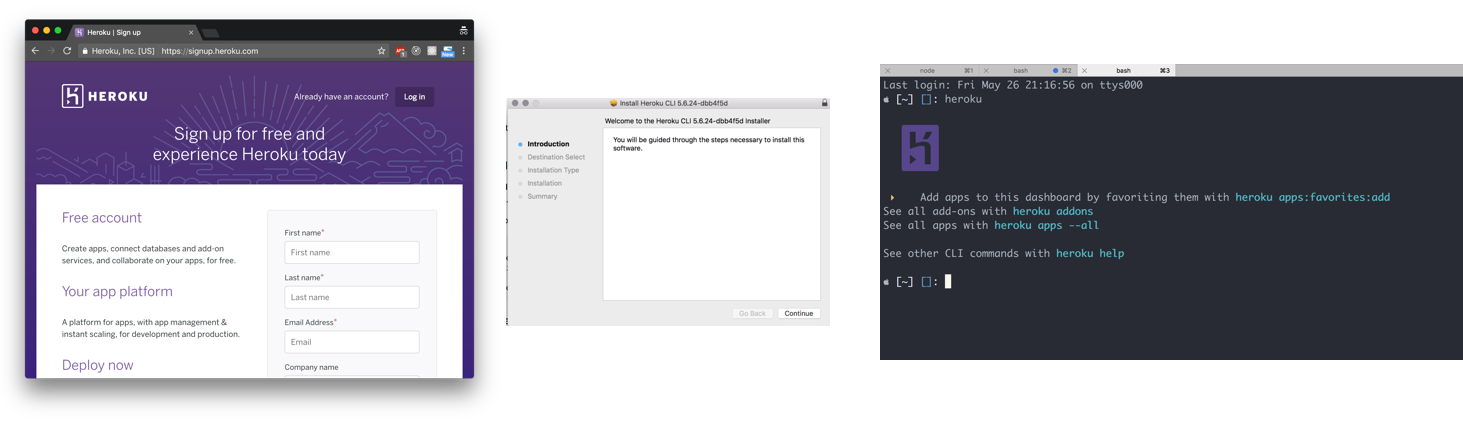 Heroku | Sign up
Heroku, Inc. [US] https://signup.heroku.com
New
HEROKU
Already have an account? Log in
Sign up for free and
experience Heroku today
Free account
Create apps, connect databases and add-on
services, and collaborate on your apps, for free.
Your app platform
A platform for apps, with app management &
instant scaling, for development and production.
Deploy now
First name*
First name
Last name*
Last name
Email Address*
Email
Company name
Install Heroku CLI 5.6.24-dbb4f5d
Welcome to the Heroku CLI 5.6.24-dbb4f5d Installer
Introduction
Destination Select
Installation Type
Installation
Summary
You will be guided through the steps necessary to install this
software.
Go Back Continue
node ⌘1 bash ⌘2 bash ⌘3
Last login: Fri May 26 21:16:56 on ttys000
[~] []: heroku
Add apps to this dashboard by favoriting them with heroku apps:favorites:add
See all add-ons with heroku addons
See all apps with heroku apps --all
See other CLI commands with heroku help
[~] []: